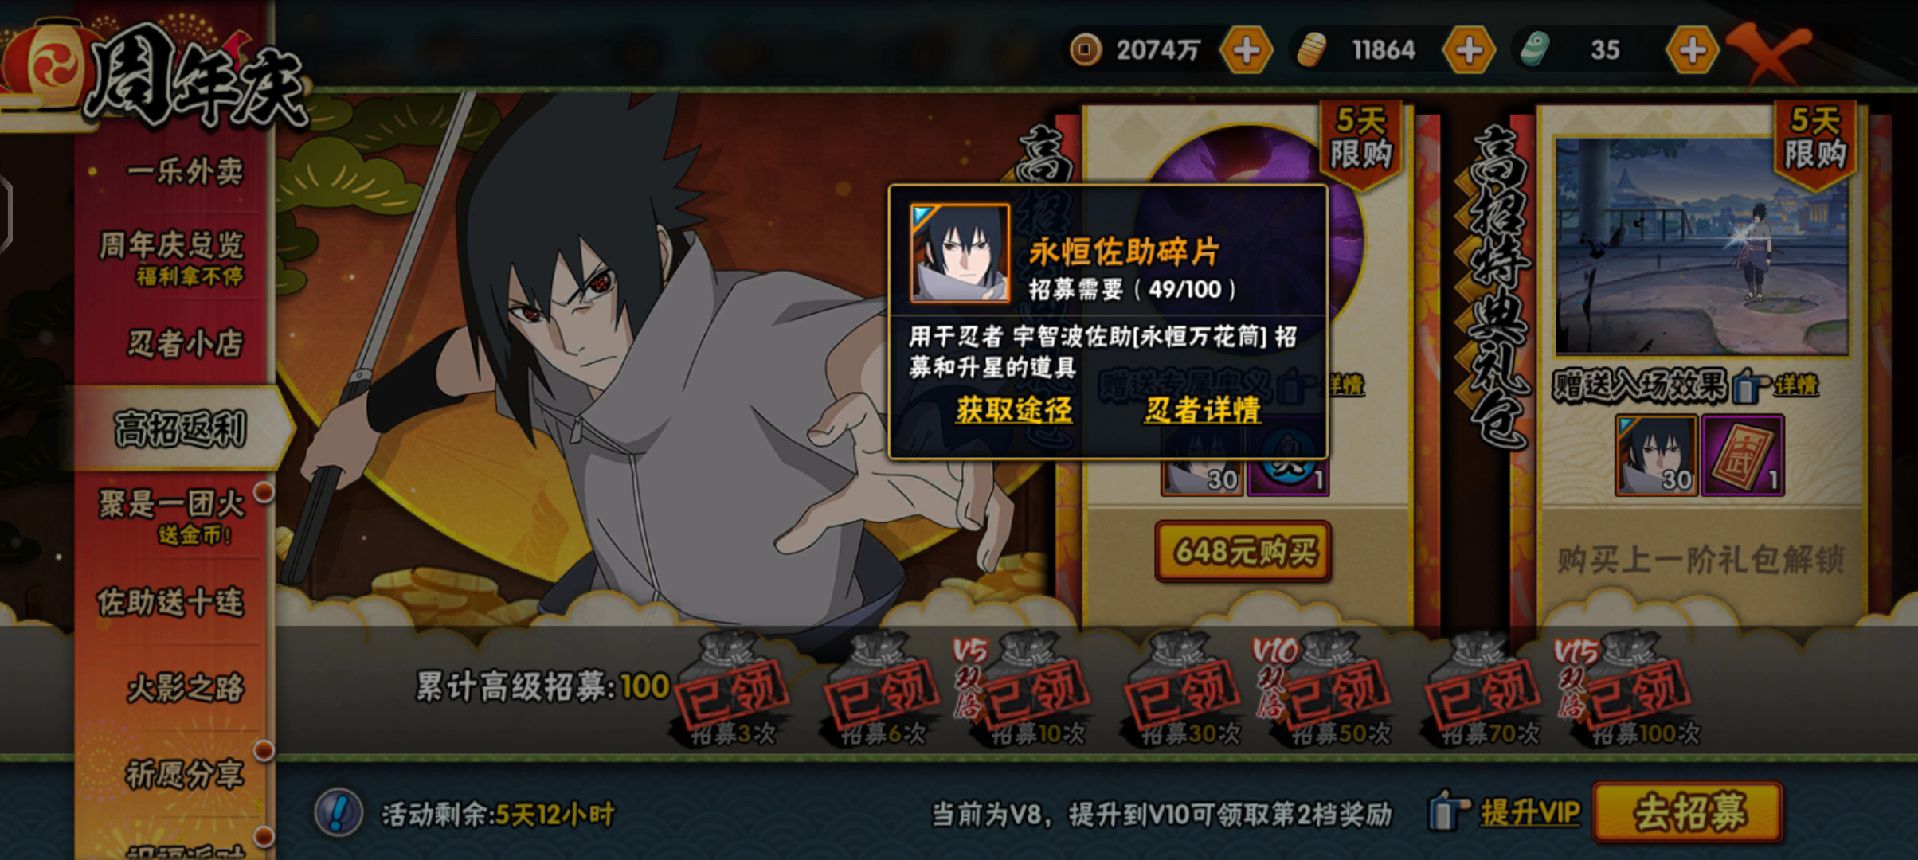 周年庆
2074万
11864
35
一乐外卖
周年庆总览
福利拿不停
忍者小店
高招返利
聚是一团火
送金币!
佐助送十连
火影之路
祈愿分享
5天
限购
永恒佐助碎片
招募需要（49/100）
用于忍者 宇智波佐助[永恒万花筒] 招
募和升星的道具
获取途径
忍者详情
赠送专属奥义
详情
30
1
648元购买
高招特典礼包
5天
限购
赠送入场效果
详情
30
武
1
购买上一阶礼包解锁
累计高级招募:100
已领
招募3次
已领
招募6次
V5
双倍
已领
招募10次
已领
招募30次
V10
双倍
已领
招募50次
已领
招募70次
V15
双倍
已领
招募100次
活动剩余:5天12小时
当前为V8，提升到V10可领取第2档奖励
提升VIP
去招募